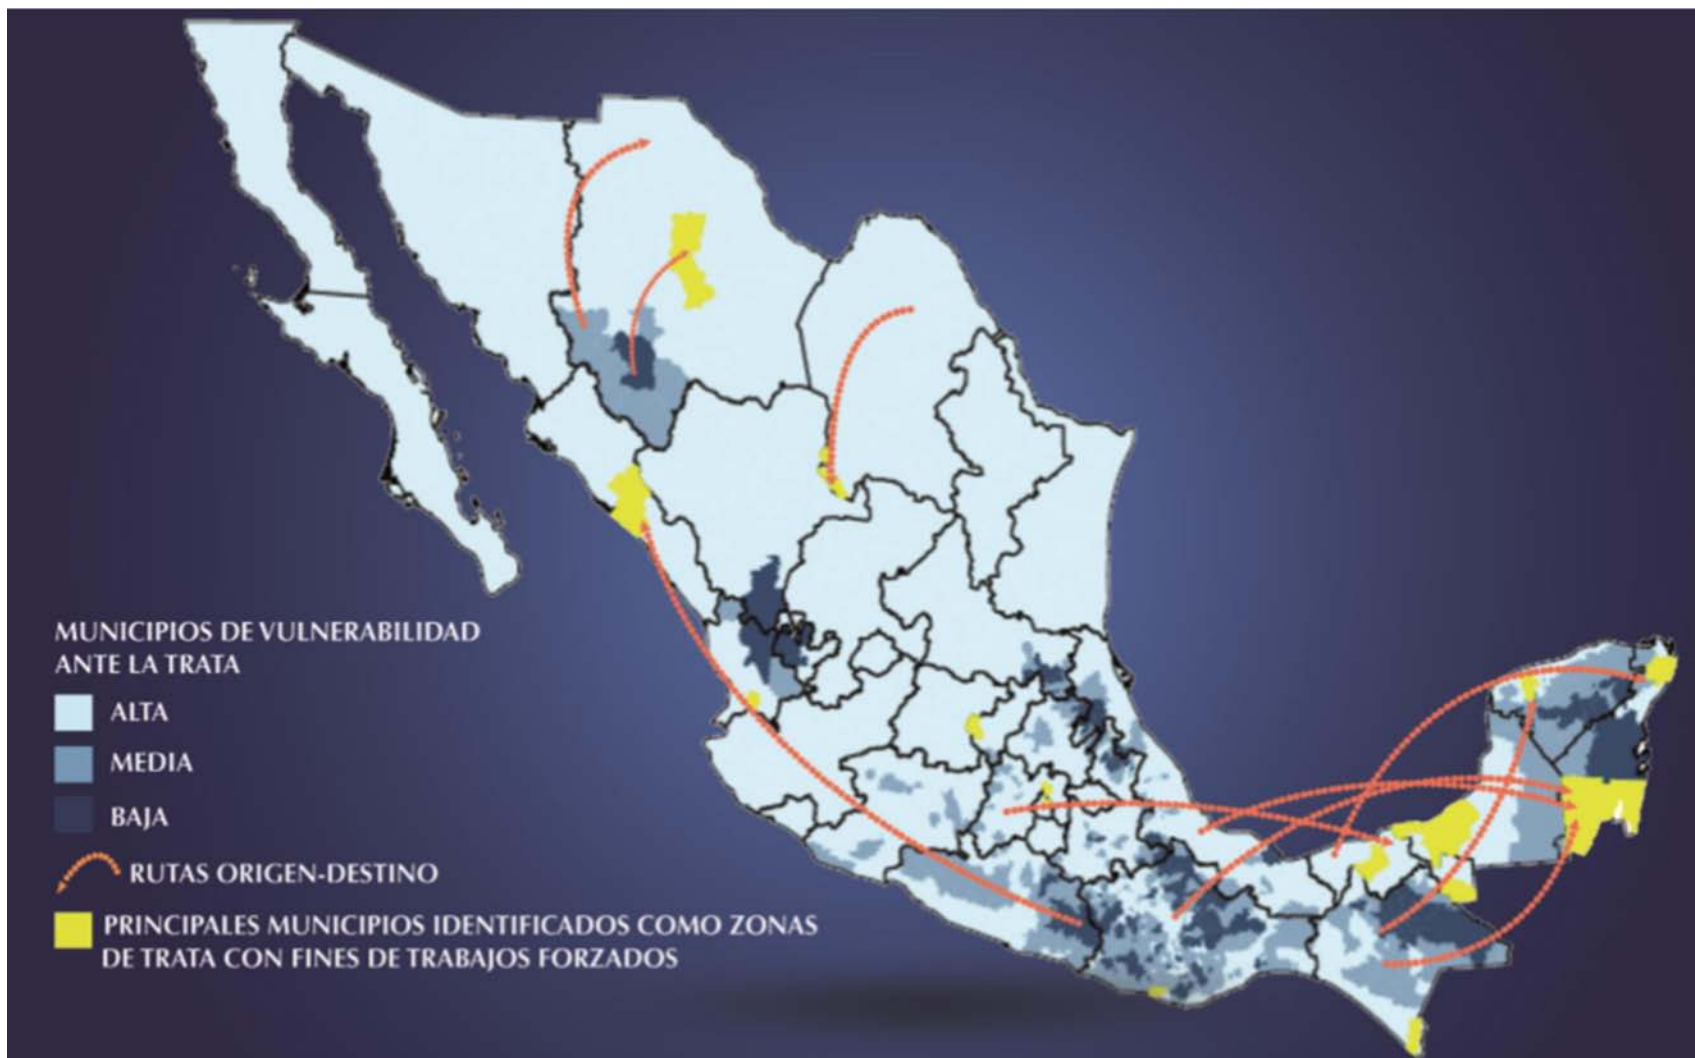 MUNICIPIOS DE VULNERABILIDAD
ANTE LA TRATA
ALTA
MEDIA
BAJA
RUTAS ORIGEN-DESTINO
PRINCIPALES MUNICIPIOS IDENTIFICADOS COMO ZONAS
DE TRATA CON FINES DE TRABAJOS FORZADOS